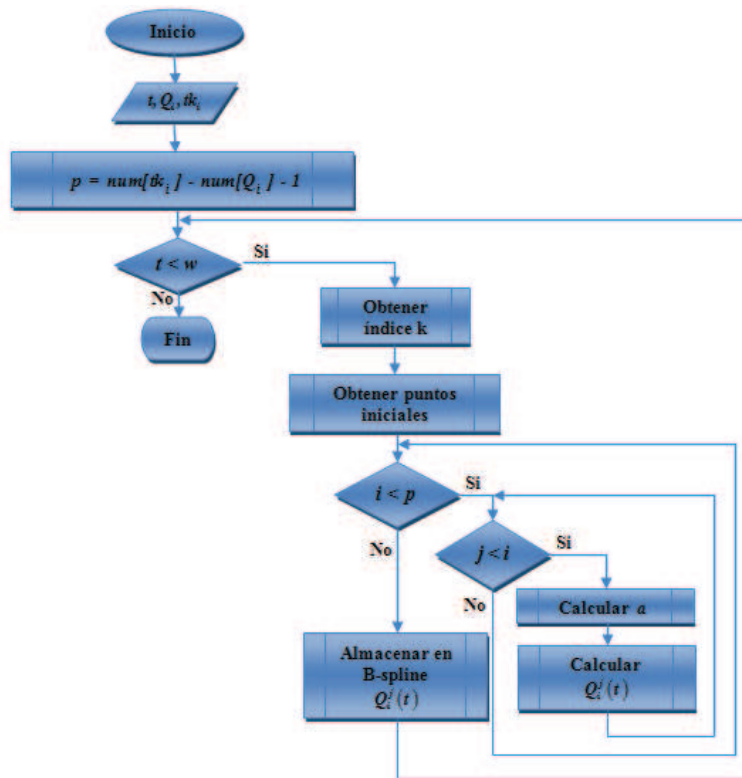 Inicio
t, Q_i, tk_i
p = num[tk_i] - num[Q_i] - 1
t < w
Si
No
Fin
Obtener
índice k
Obtener puntos
iniciales
i < p
Si
No
j < i
Si
No
Calcular a
Calcular
Q_i^j(t)
Almacenar en
B-spline
Q_i^j(t)